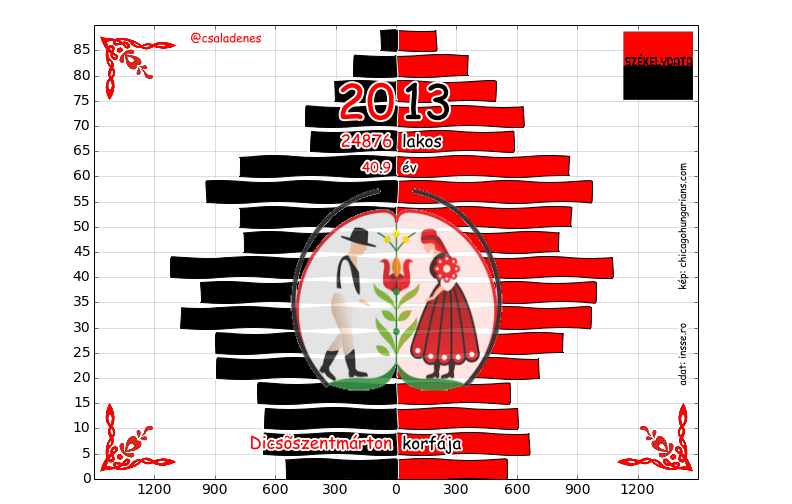 @csaladenes
SZÉKELYDATA
2013
24876 lakos
40.9 év
kép: chicagohungarians.com
adat: insse.ro
Dicsőszentmárton korfája
85
80
75
70
65
60
55
50
45
40
35
30
25
20
15
10
5
0
1200 900 600 300 0 300 600 900 1200